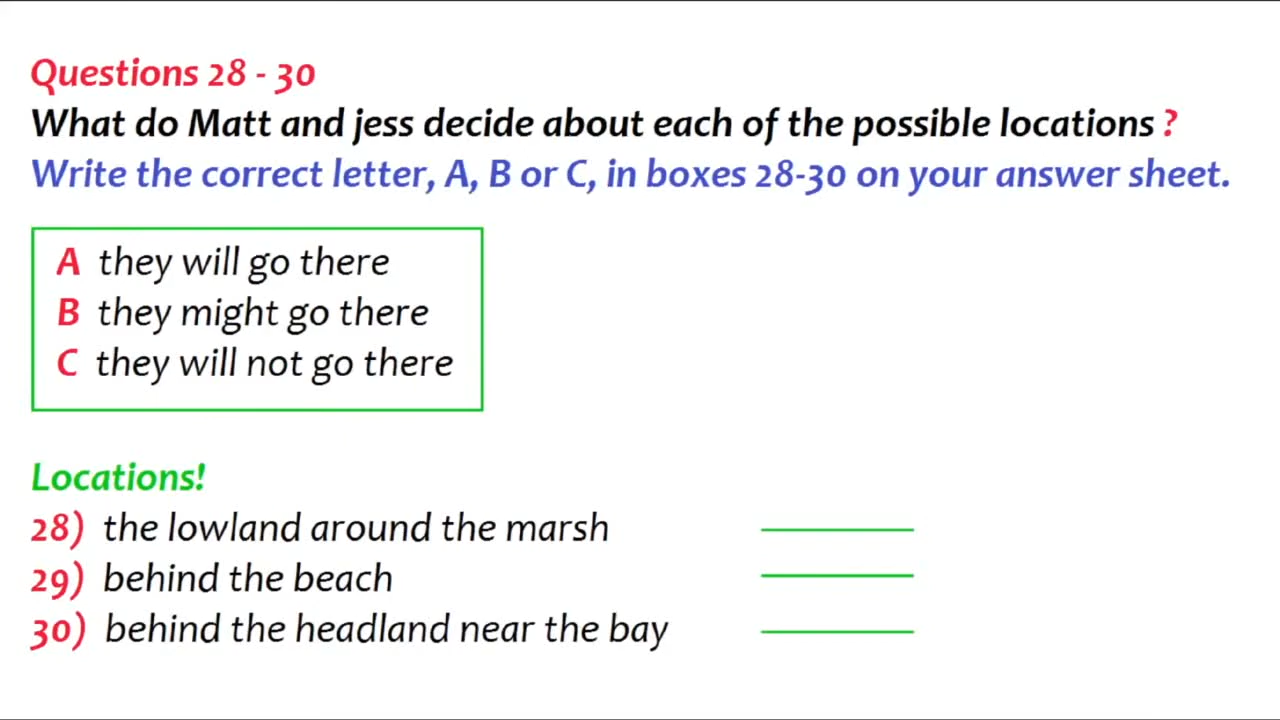 Questions 28 - 30
What do Matt and jess decide about each of the possible locations ?
Write the correct letter, A, B or C, in boxes 28-30 on your answer sheet.
A they will go there
B they might go there
C they will not go there
Locations!
28) the lowland around the marsh
29) behind the beach
30) behind the headland near the bay